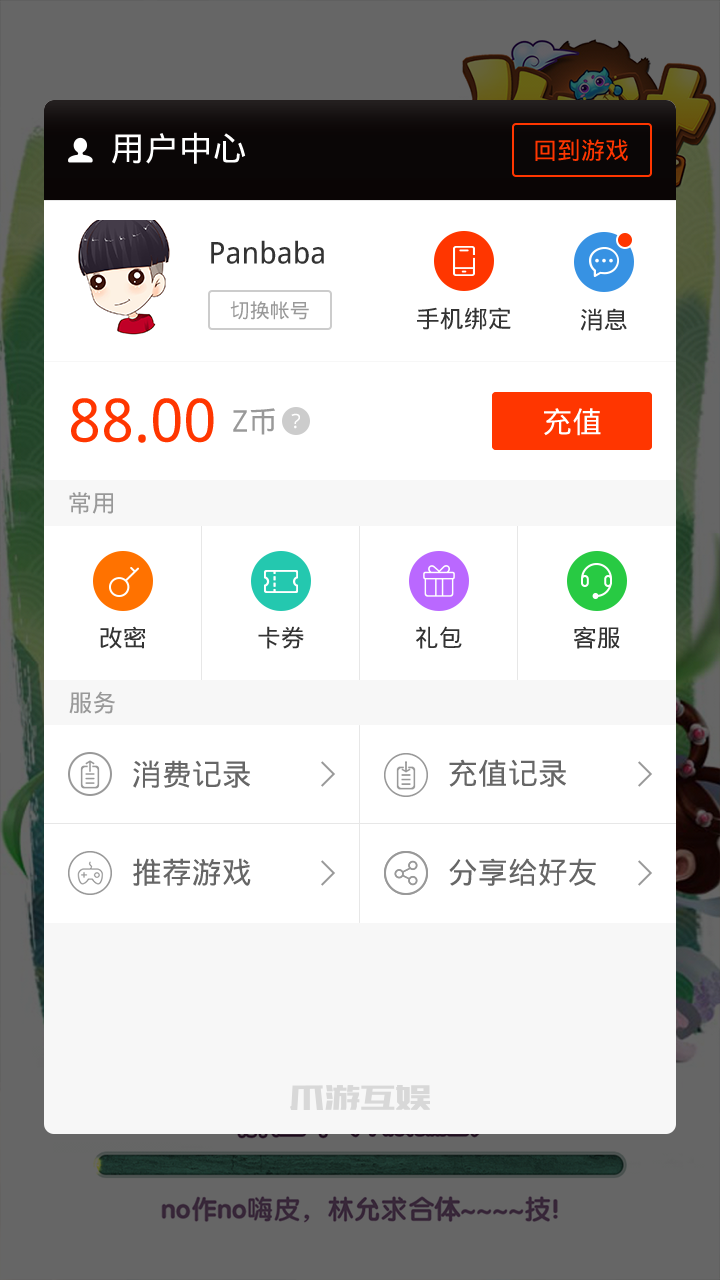 用户中心
回到游戏
Panbaba
切换帐号
手机绑定
消息
88.00 Z币 ?
充值
常用
改密
卡券
礼包
客服
服务
消费记录
充值记录
推荐游戏
分享给好友
爪游互娱
no作no嗨皮，林允求合体~~~~技!